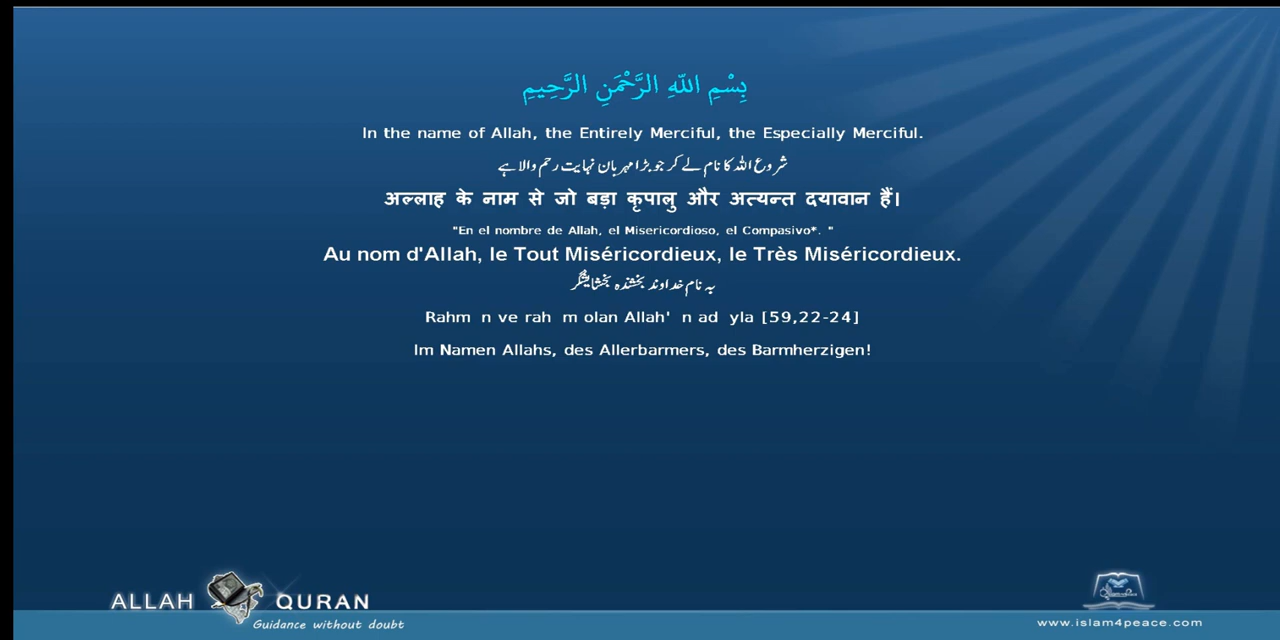 بِسْمِ اللَّهِ الرَّحْمَنِ الرَّحِيمِ
In the name of Allah, the Entirely Merciful, the Especially Merciful.
شروع اللہ کا نام لے کر جو بڑا مہربان نہایت رحم والا ہے
अल्लाह के नाम से जो बड़ा कृपालु और अत्यन्त दयावान हैं।
"En el nombre de Allah, el Misericordioso, el Compasivo*. "
Au nom d'Allah, le Tout Miséricordieux, le Très Miséricordieux.
به نام خداوند بخشنده بخشایشگر
Rahm n ve rah m olan Allah' n ad yla [59,22-24]
Im Namen Allahs, des Allerbarmers, des Barmherzigen!
ALLAH QURAN
Guidance without doubt
www.islam4peace.com